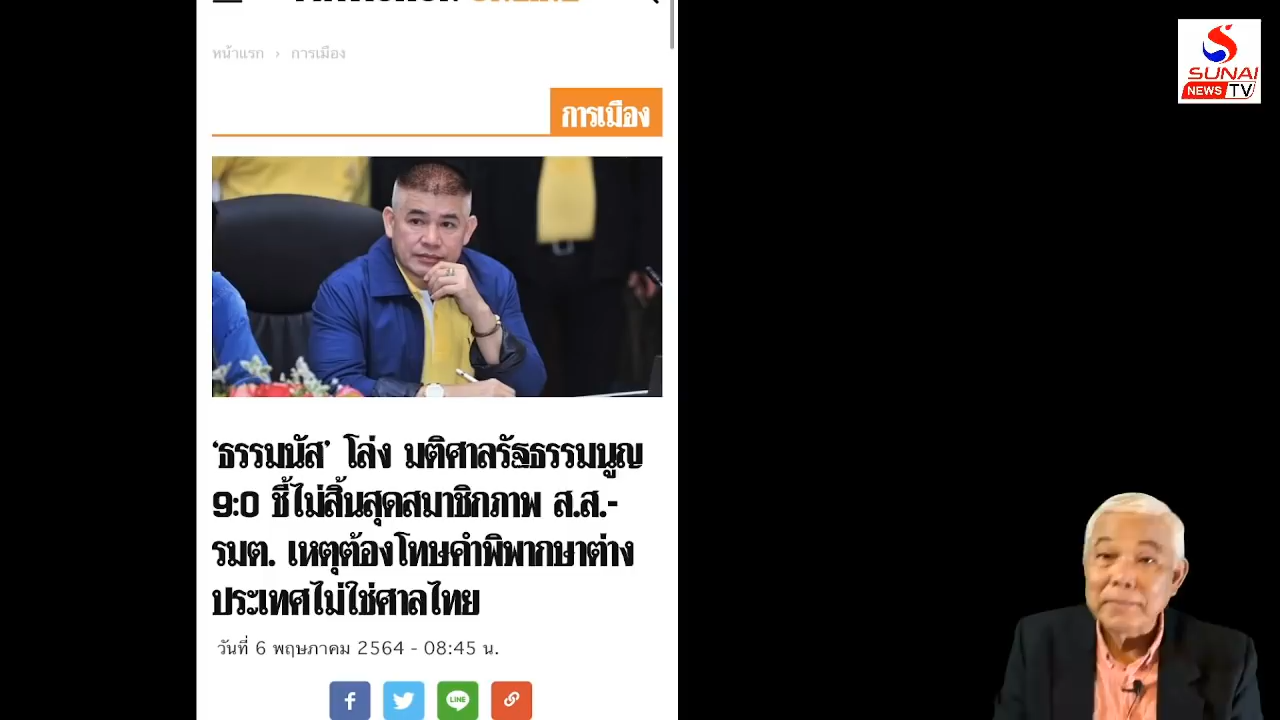 หน้าแรก › การเมือง
SUNAI
NEWS TV
การเมือง
‘ธรรมนัส’ โล่ง มติศาลรัฐธรรมนูญ
9:0 ชี้ไม่สิ้นสุดสมาชิกภาพ ส.ส.-
รมต. เหตุต้องโทษคำพิพากษาต่าง
ประเทศไม่ใช่ศาลไทย
วันที่ 6 พฤษภาคม 2564 - 08:45 น.
LINE